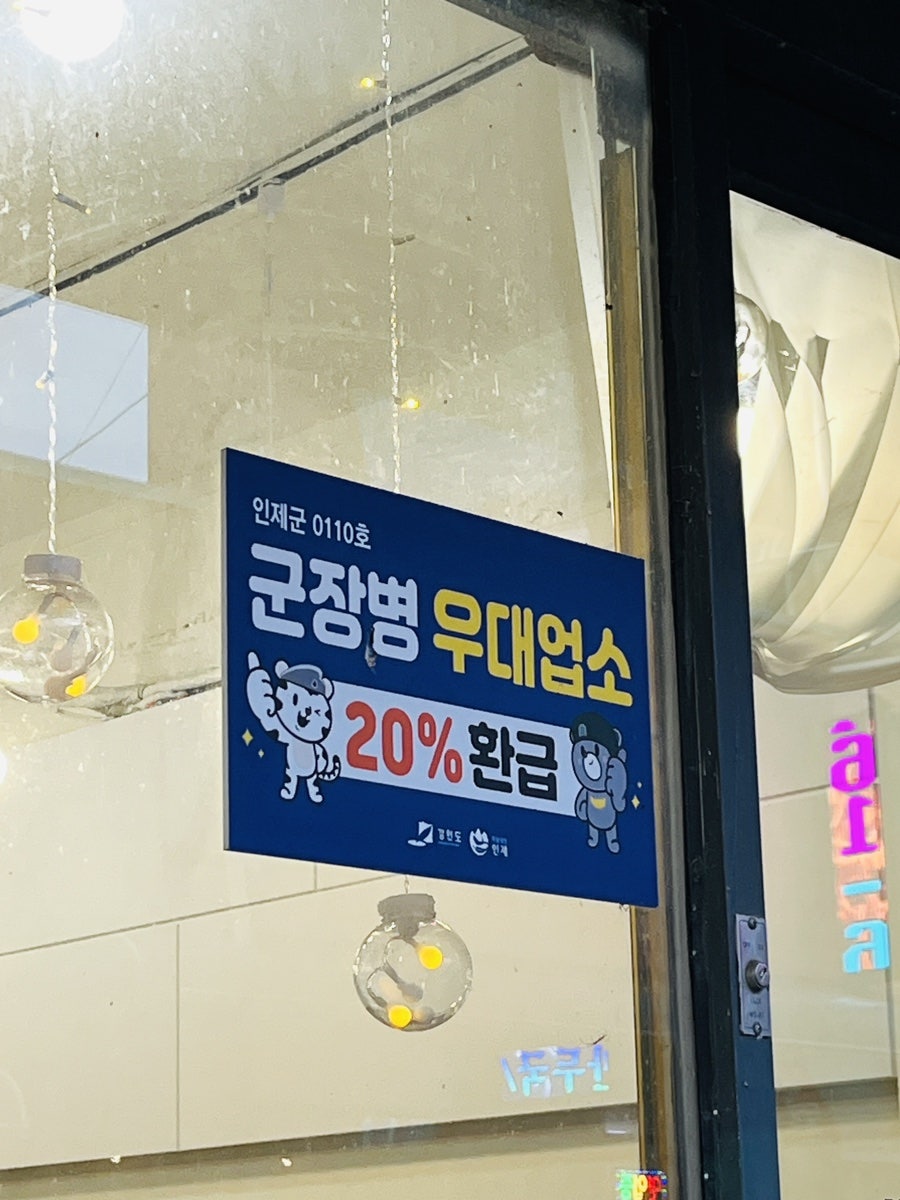 인제군 0110호
군장병 우대업소
20% 환급
강원도
인제